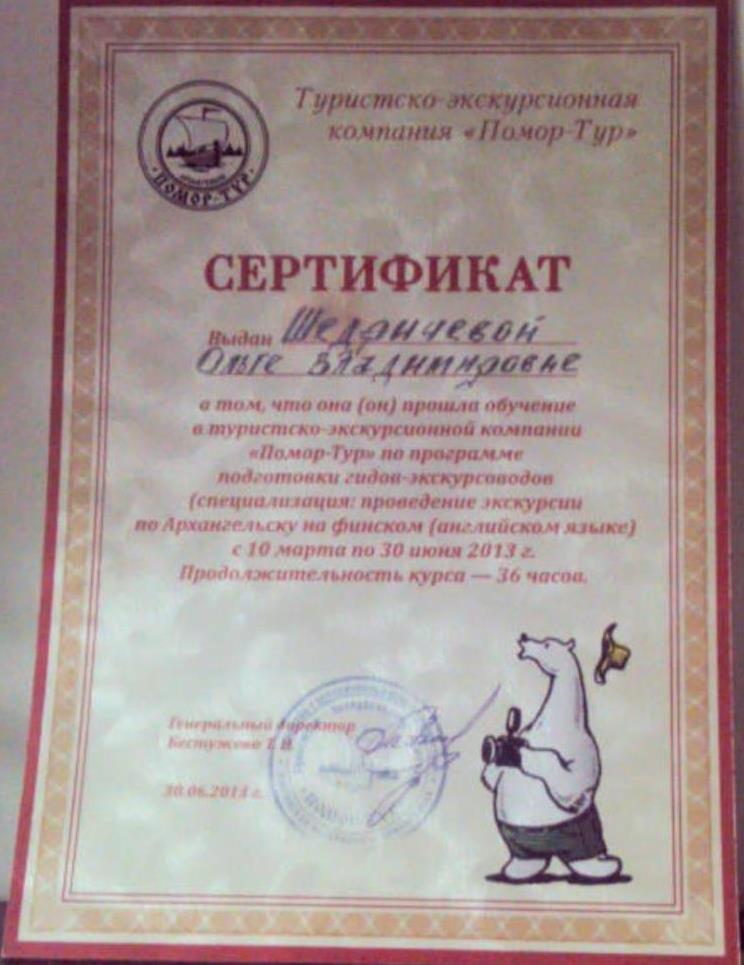 Туристско-экскурсионная
компания «Помор-Тур»
ПОМОР-ТУР
СЕРТИФИКАТ
Выдан
Ольге Владимировне
о том, что она (он) прошла обучение
в туристско-экскурсионной компании
«Помор-Тур» по программе
подготовки гидов-экскурсоводов
(специализация: проведение экскурсии
по Архангельску на финском (английском языке)
с 10 марта по 30 июня 2013 г.
Продолжительность курса — 36 часов.
Генеральный директор
Бестужева Т.Н.
30.06.2013 г.